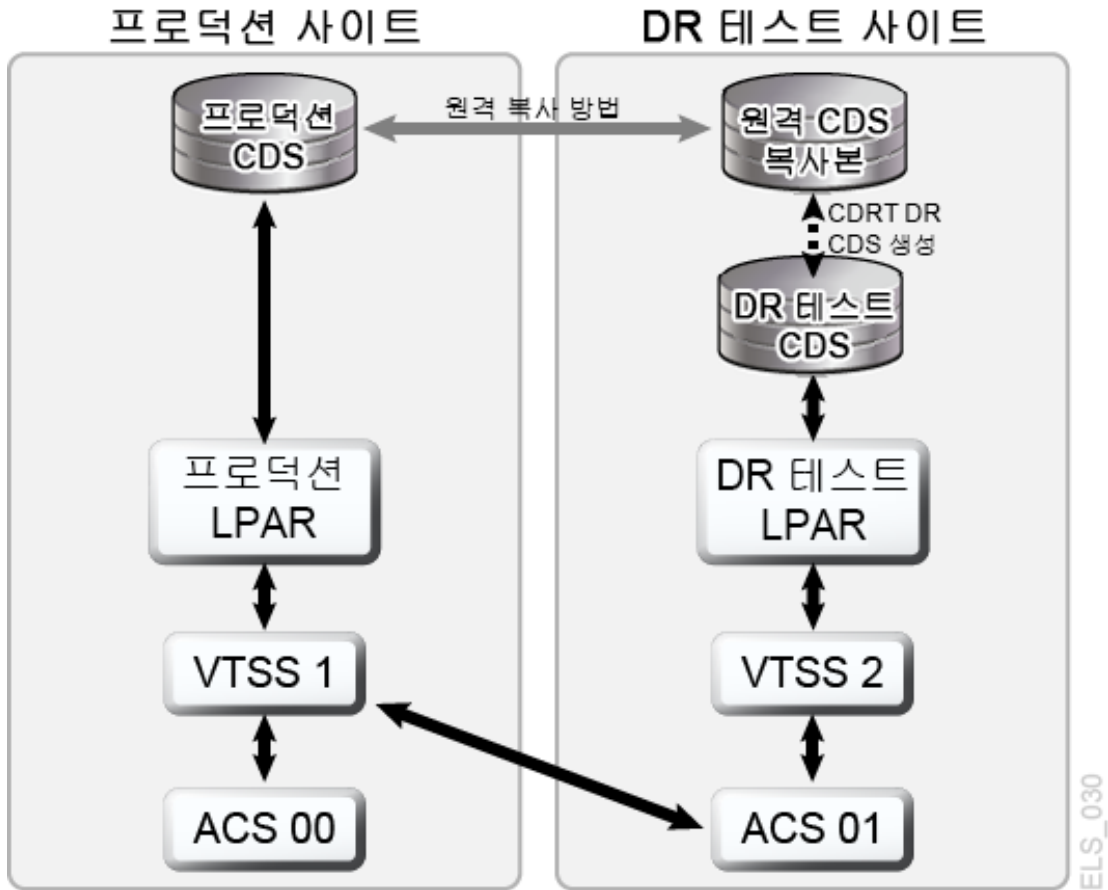 프로덕션 사이트
DR 테스트 사이트
프로덕션
CDS
원격 복사 방법
원격 CDS
복사본
CDRT DR
CDS 생성
DR 테스트
CDS
프로덕션
LPAR
DR 테스트
LPAR
VTSS 1
VTSS 2
ACS 00
ACS 01
ELS_030